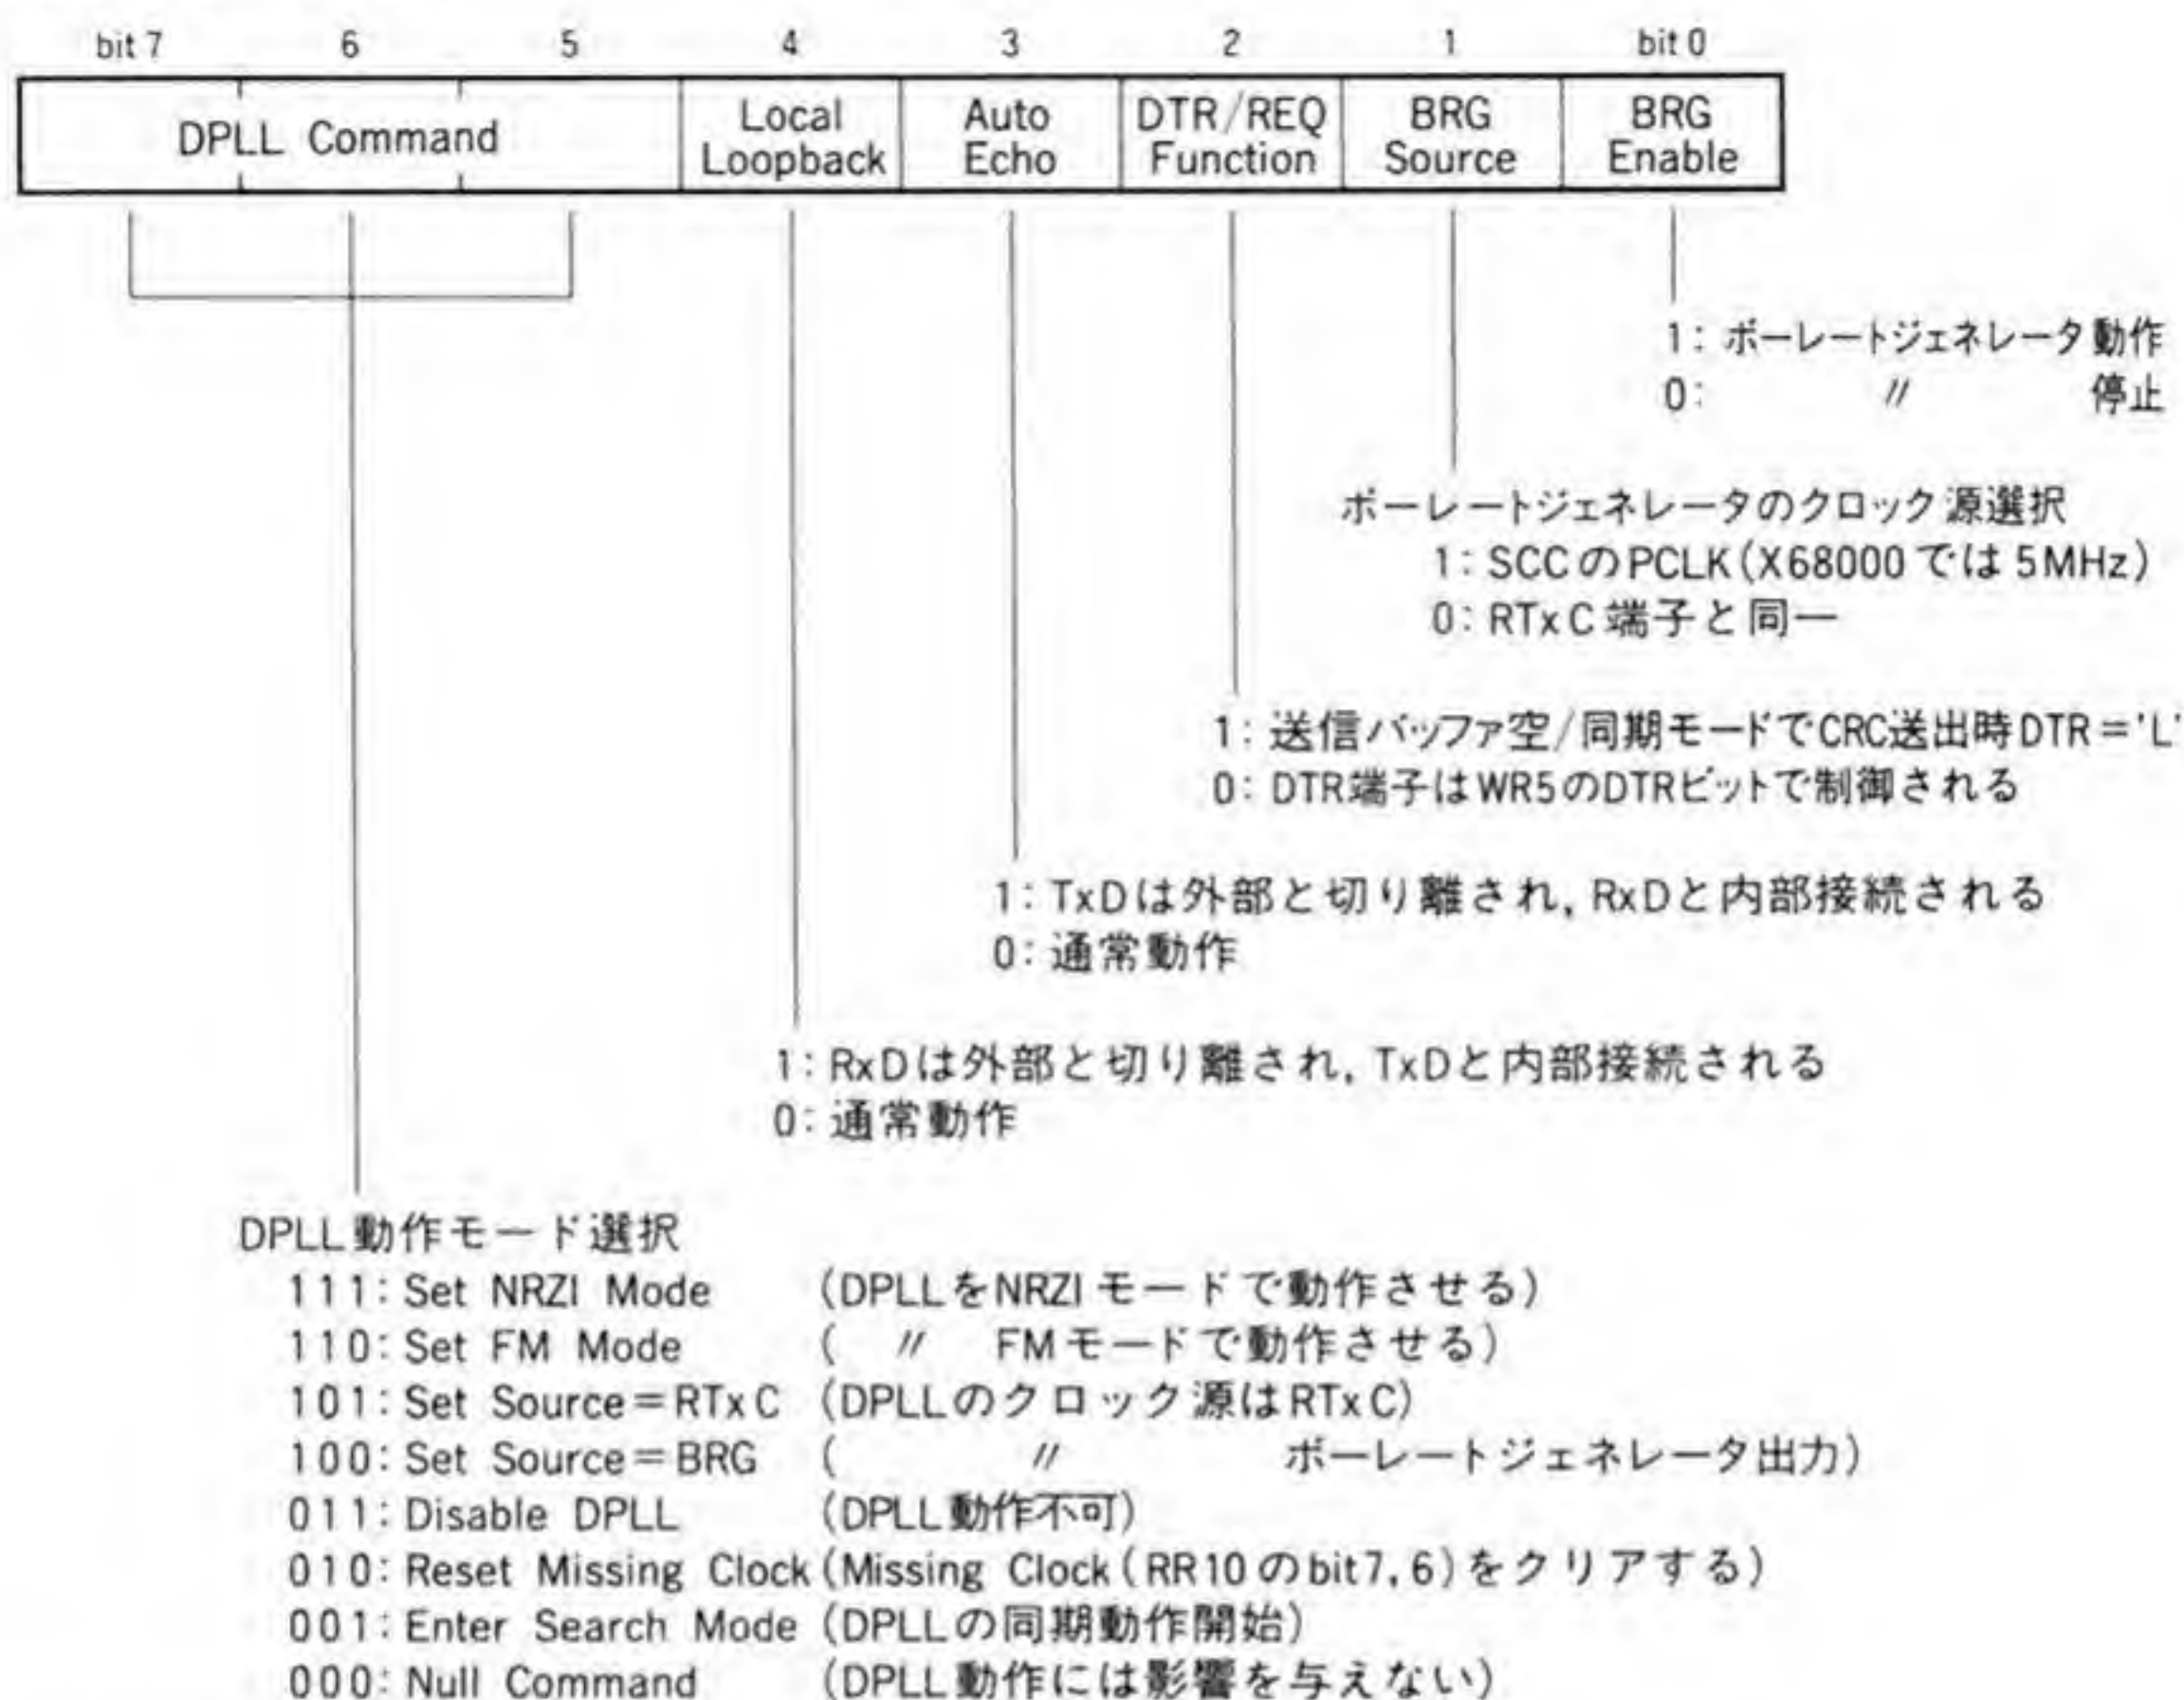 bit 7 6 5 4 3 2 1 bit 0
DPLL Command
Local
Loopback
Auto
Echo
DTR/REQ
Function
BRG
Source
BRG
Enable
1: ボーレートジェネレータ動作
0: 〃 停止
ボーレートジェネレータのクロック源選択
1: SCCのPCLK(X68000では5MHz)
0: RTxC端子と同一
1: 送信バッファ空/同期モードでCRC送出時DTR='L'
0: DTR端子はWR5のDTRビットで制御される
1: TxDは外部と切り離され, RxDと内部接続される
0: 通常動作
1: RxDは外部と切り離され, TxDと内部接続される
0: 通常動作
DPLL動作モード選択
111: Set NRZI Mode (DPLLをNRZIモードで動作させる)
110: Set FM Mode ( 〃 FMモードで動作させる)
101: Set Source=RTxC (DPLLのクロック源はRTxC)
100: Set Source=BRG ( 〃 ボーレートジェネレータ出力)
011: Disable DPLL (DPLL動作不可)
010: Reset Missing Clock (Missing Clock(RR10のbit7,6)をクリアする)
001: Enter Search Mode (DPLLの同期動作開始)
000: Null Command (DPLL動作には影響を与えない)